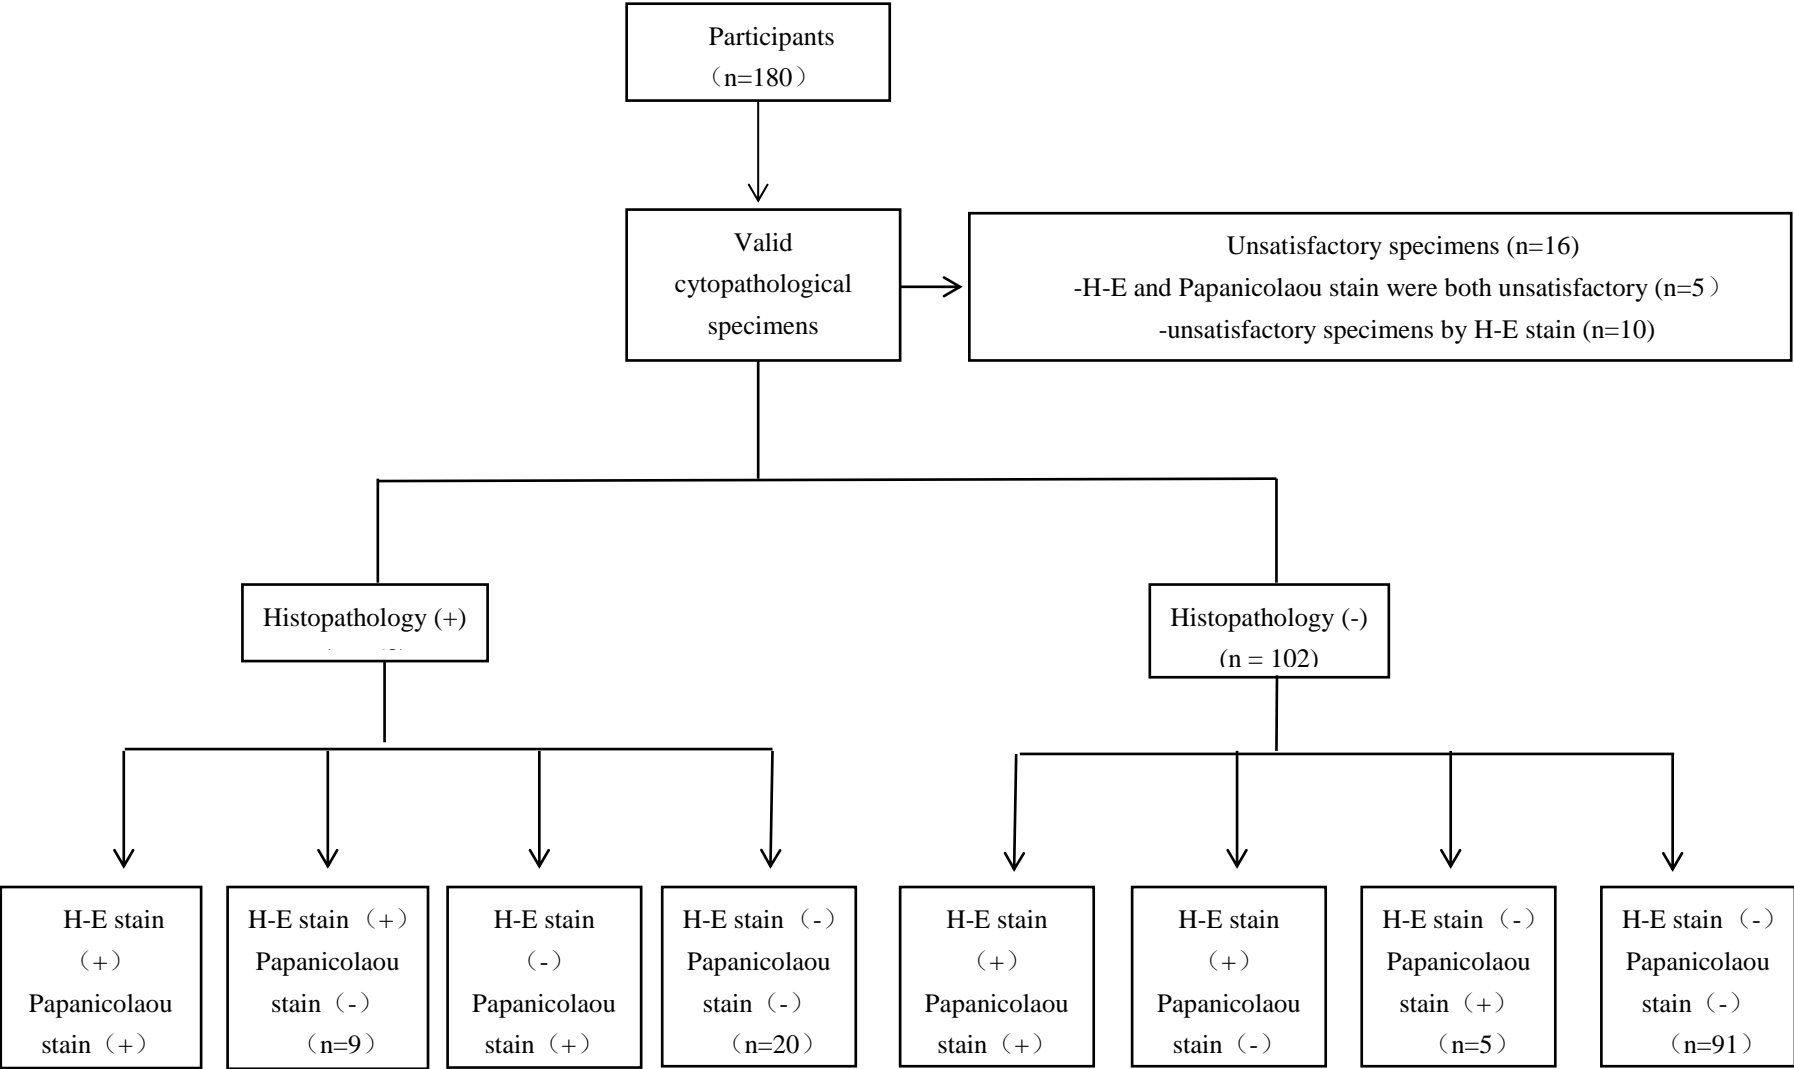 Participants
（n=180）
Valid
cytopathological
specimens
Unsatisfactory specimens (n=16)
-H-E and Papanicolaou stain were both unsatisfactory (n=5）
-unsatisfactory specimens by H-E stain (n=10)
Histopathology (+)
Histopathology (-)
(n = 102)
H-E stain
（+）
Papanicolaou
stain（+）
H-E stain（+）
Papanicolaou
stain（-）
（n=9）
H-E stain
（-）
Papanicolaou
stain（+）
H-E stain（-）
Papanicolaou
stain（-）
（n=20）
H-E stain
（+）
Papanicolaou
stain（+）
H-E stain
（+）
Papanicolaou
stain（-）
H-E stain（-）
Papanicolaou
stain（+）
（n=5）
H-E stain（-）
Papanicolaou
stain（-）
（n=91）